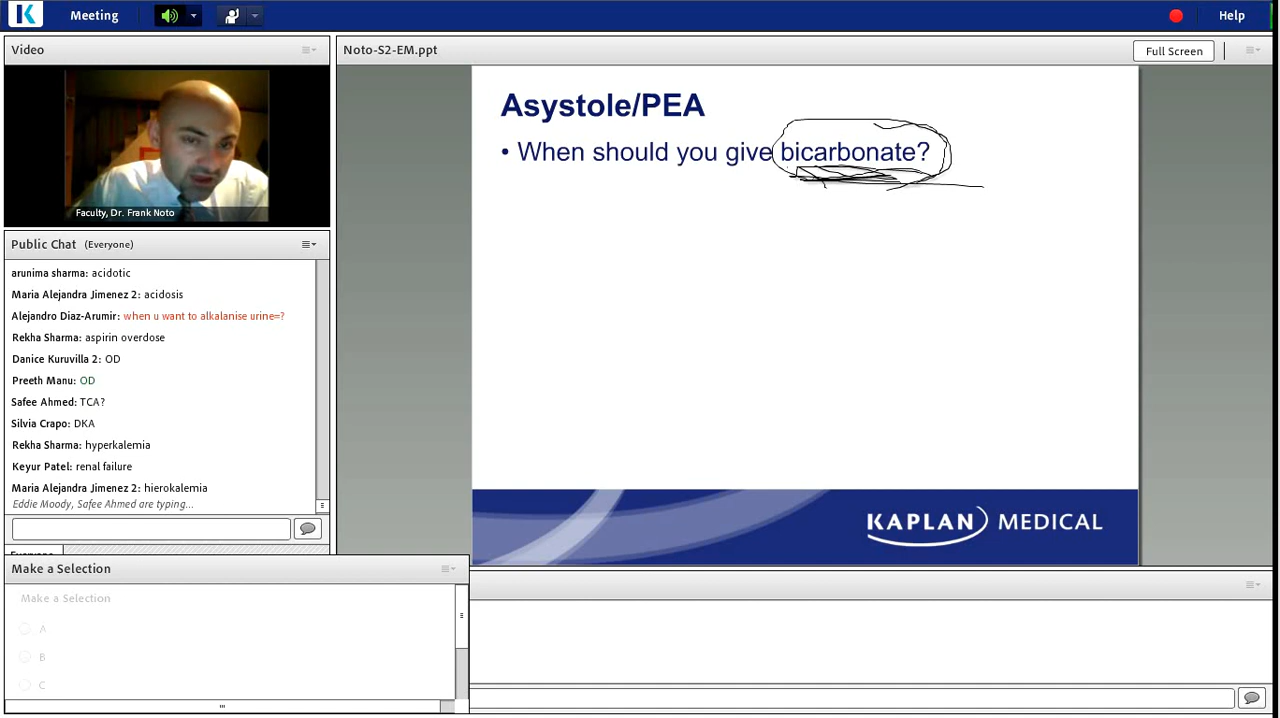 Meeting
Help
Video
Faculty, Dr. Frank Noto
Public Chat (Everyone)
arunima sharma: acidotic
Maria Alejandra Jimenez 2: acidosis
Alejandro Diaz-Arumir: when u want to alkalanise urine=?
Rekha Sharma: aspirin overdose
Danice Kuruvilla 2: OD
Preeth Manu: OD
Safee Ahmed: TCA?
Silvia Crapo: DKA
Rekha Sharma: hyperkalemia
Keyur Patel: renal failure
Maria Alejandra Jimenez 2: hierokalemia
Eddie Moody, Safee Ahmed are typing...
Everyone
Make a Selection
Make a Selection
A
B
C
Noto-S2-EM.ppt
Full Screen
Asystole/PEA
• When should you give bicarbonate?
KAPLAN MEDICAL